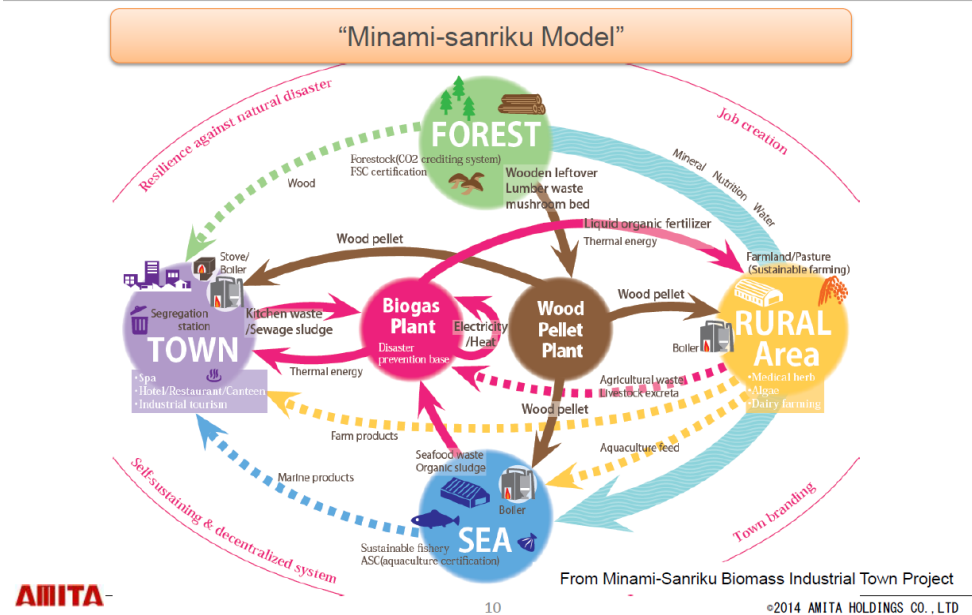 “Minami-sanriku Model”
Resilience against natural disaster
Job creation
FOREST
Forestock(CO2 crediting system)
FSC certification
Wood
Wooden leftover
Lumber waste
mushroom bed
Mineral Nutrition Water
Liquid organic fertilizer
Thermal energy
Wood pellet
Stove/
Boiler
Farmland/Pasture
(Sustainable farming)
Segregation
station
TOWN
Kitchen waste
/Sewage sludge
Thermal energy
Biogas
Plant
Disaster
prevention base
Electricity
/Heat
Wood
Pellet
Plant
Wood pellet
Boiler
RURAL
Area
•Spa
•Hotel/Restaurant/Canteen
•Industrial tourism
Agricultural waste
Livestock excreta
•Medical herb
•Algae
•Dairy farming
Wood pellet
Farm products
Aquaculture feed
Seafood waste
Organic sludge
Marine products
Boiler
SEA
Sustainable fishery
ASC(aquaculture certification)
Self-sustaining & decentralized system
Town branding
From Minami-Sanriku Biomass Industrial Town Project
AMITA
10
©2014 AMITA HOLDINGS CO.,LTD